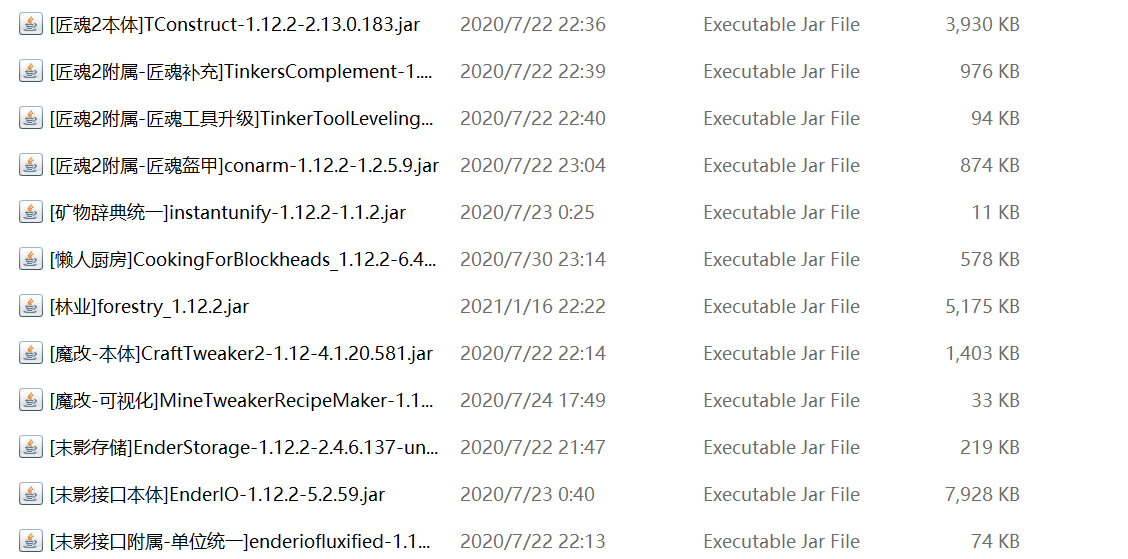 [匠魂2本体]TConstruct-1.12.2-2.13.0.183.jar 2020/7/22 22:36 Executable Jar File 3,930 KB
[匠魂2附属-匠魂补充]TinkersComplement-1.... 2020/7/22 22:39 Executable Jar File 976 KB
[匠魂2附属-匠魂工具升级]TinkerToolLeveling... 2020/7/22 22:40 Executable Jar File 94 KB
[匠魂2附属-匠魂盔甲]conarm-1.12.2-1.2.5.9.jar 2020/7/22 23:04 Executable Jar File 874 KB
[矿物辞典统一]instantunify-1.12.2-1.1.2.jar 2020/7/23 0:25 Executable Jar File 11 KB
[懒人厨房]CookingForBlockheads_1.12.2-6.4... 2020/7/30 23:14 Executable Jar File 578 KB
[林业]forestry_1.12.2.jar 2021/1/16 22:22 Executable Jar File 5,175 KB
[魔改-本体]CraftTweaker2-1.12-4.1.20.581.jar 2020/7/22 22:14 Executable Jar File 1,403 KB
[魔改-可视化]MineTweakerRecipeMaker-1.1... 2020/7/24 17:49 Executable Jar File 33 KB
[末影存储]EnderStorage-1.12.2-2.4.6.137-un... 2020/7/22 21:47 Executable Jar File 219 KB
[末影接口本体]EnderIO-1.12.2-5.2.59.jar 2020/7/23 0:40 Executable Jar File 7,928 KB
[末影接口附属-单位统一]enderiofluxified-1.1... 2020/7/22 22:13 Executable Jar File 74 KB